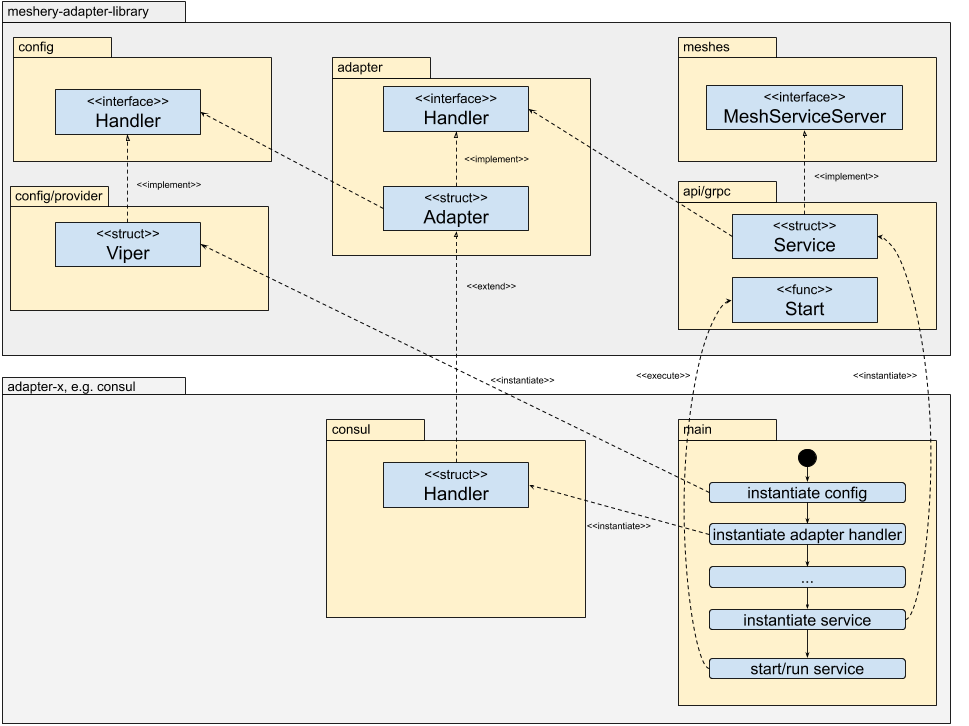 meshery-adapter-library
config
<<interface>>
Handler
<<implement>>
config/provider
<<struct>>
Viper
adapter
<<interface>>
Handler
<<implement>>
<<struct>>
Adapter
<<extend>>
meshes
<<interface>>
MeshServiceServer
<<implement>>
api/grpc
<<struct>>
Service
<<func>>
Start
<<instantiate>>
<<execute>>
<<instantiate>>
adapter-x, e.g. consul
consul
<<struct>>
Handler
<<instantiate>>
main
instantiate config
instantiate adapter handler
...
instantiate service
start/run service